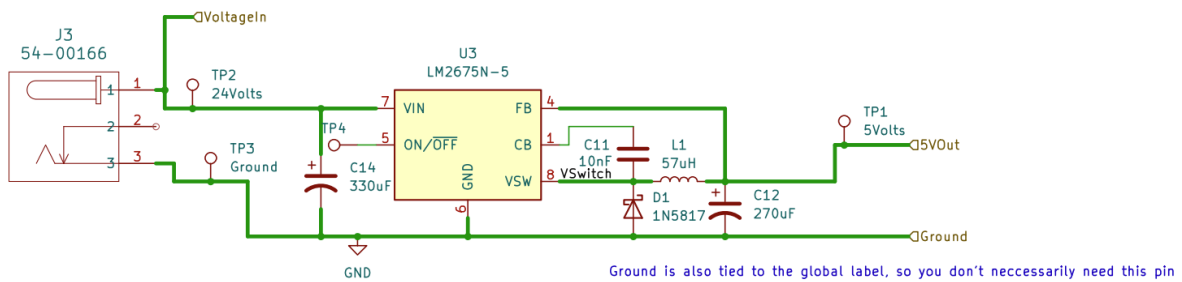 VoltageIn
J3
54-00166
1
1
2
2
3
3
TP2
24Volts
TP3
Ground
TP4
C14
330uF
+
GND
U3
LM2675N-5
7
VIN
5
ON/OFF
GND
6
FB
4
CB
1
VSW
8
VSwitch
C11
10nF
L1
57uH
D1
1N5817
+
C12
270uF
TP1
5Volts
5VOut
Ground
Ground is also tied to the global label, so you don't neccessarily need this pin